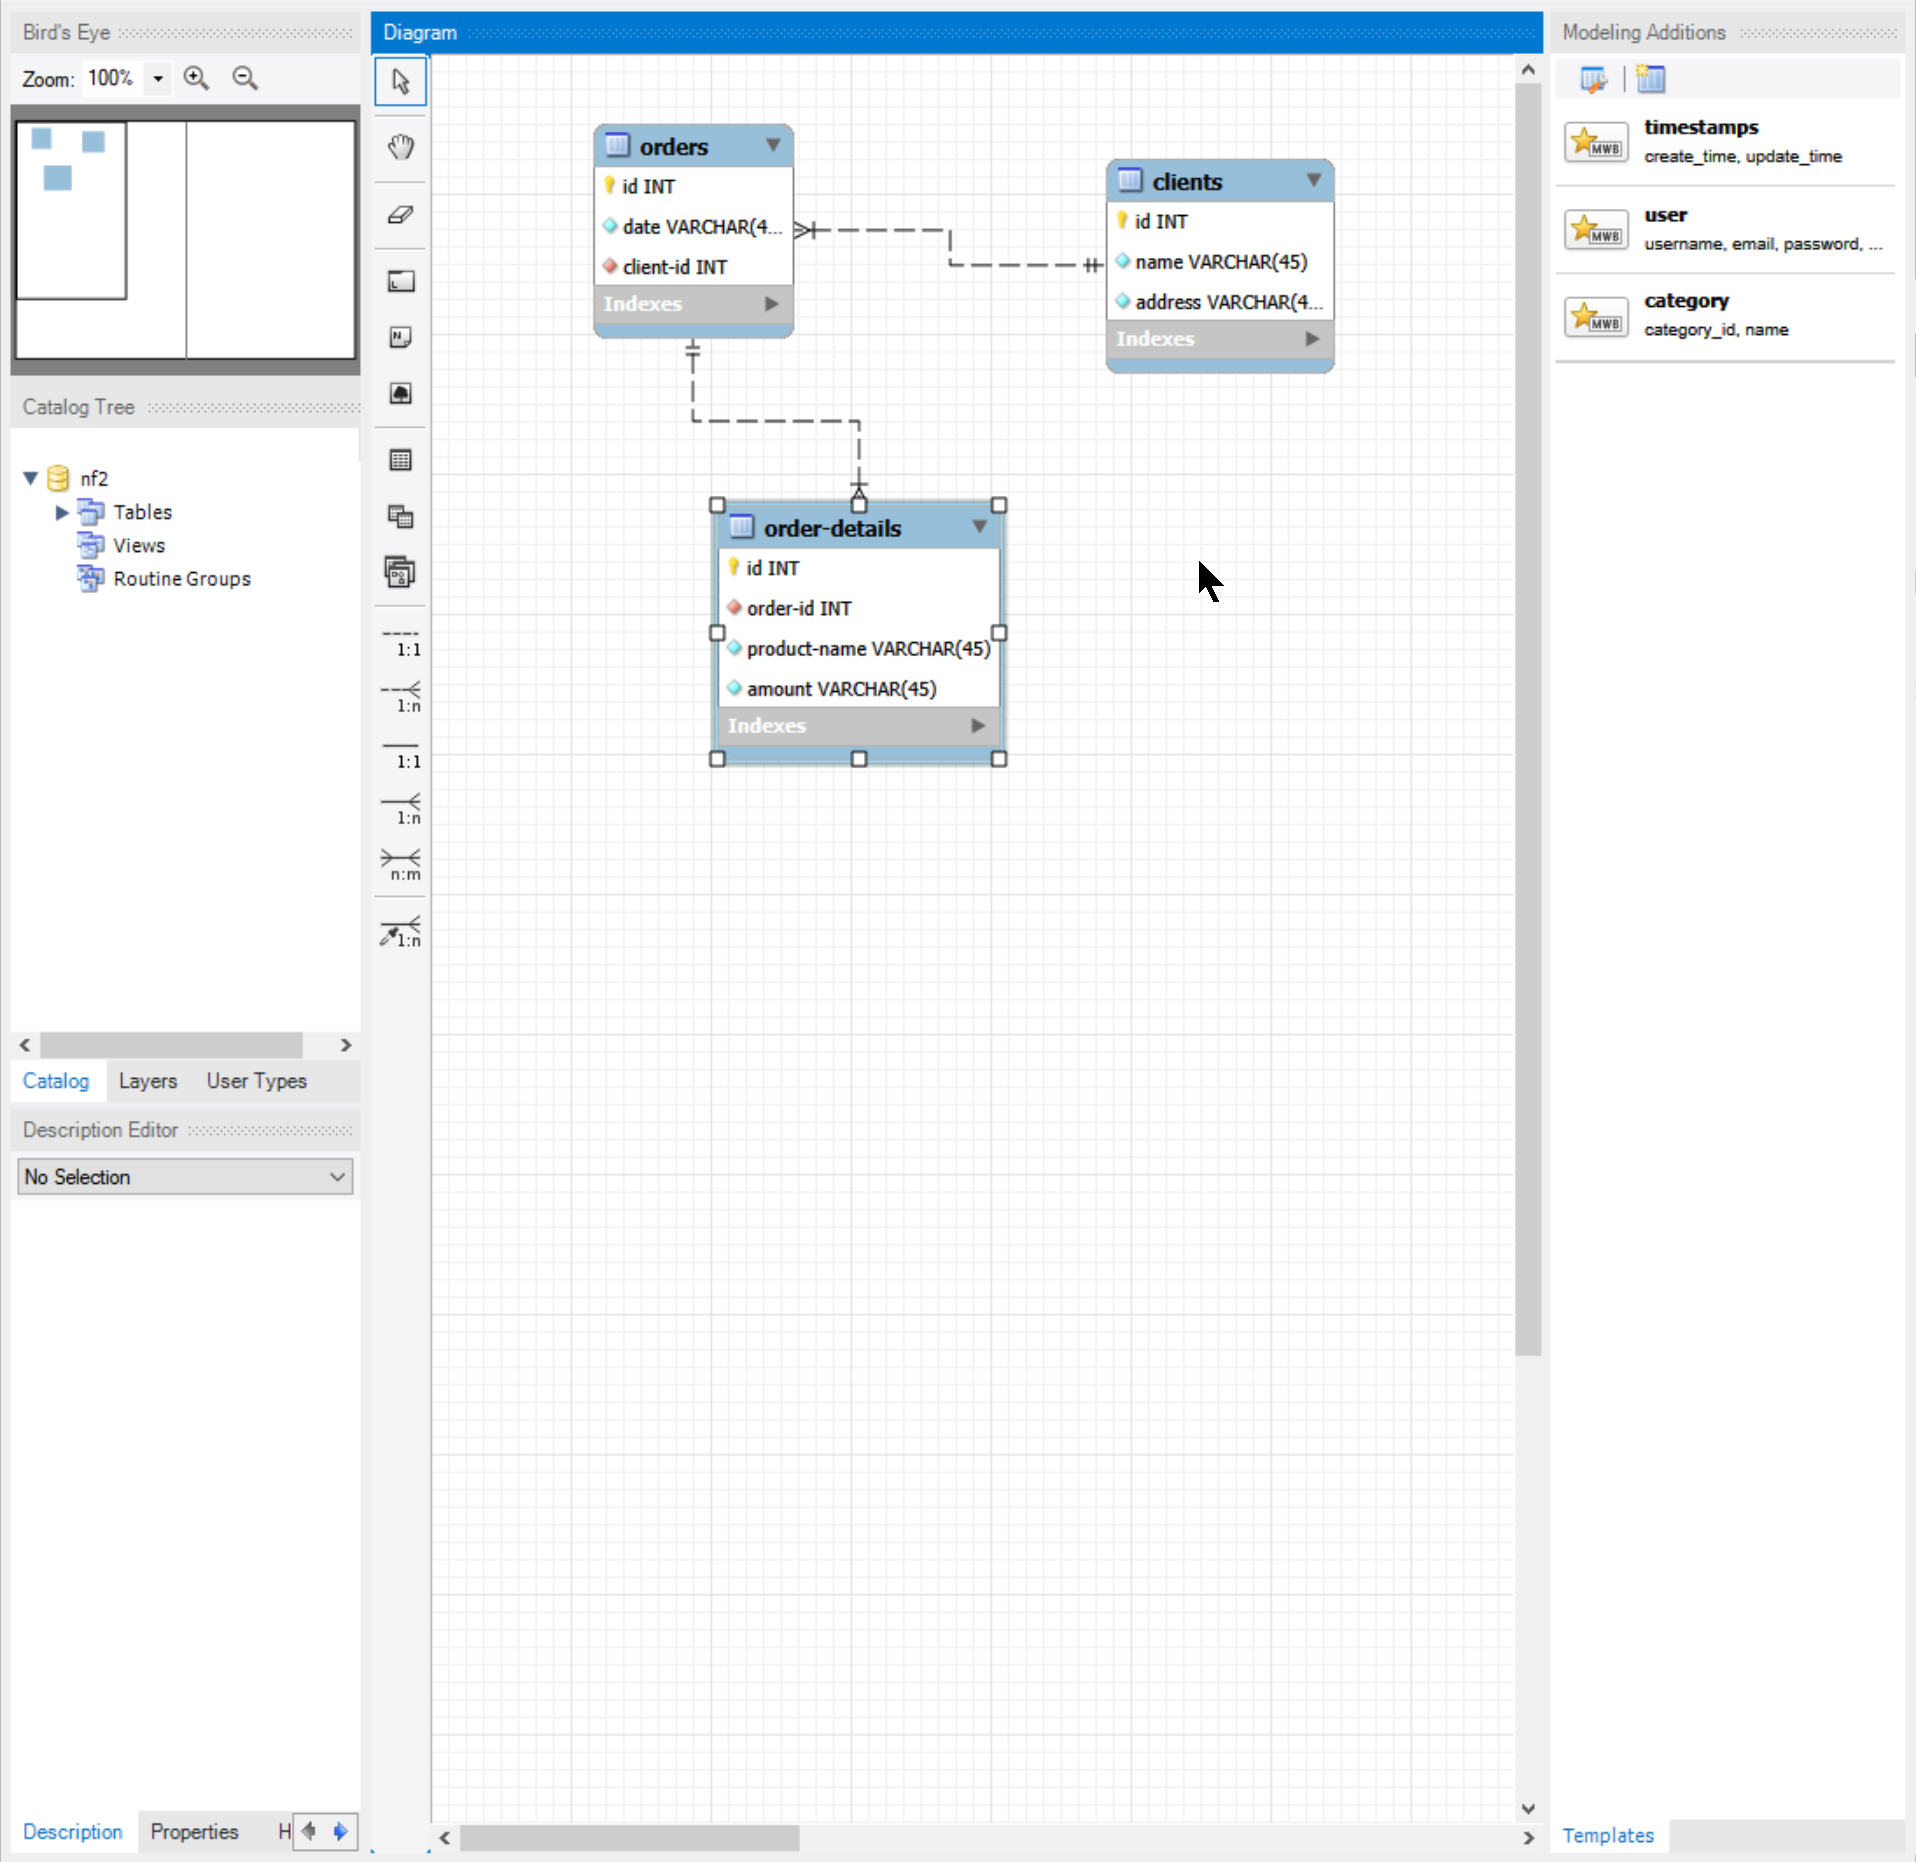 Bird's Eye
Zoom: 100%
Catalog Tree
nf2
Tables
Views
Routine Groups
Catalog Layers User Types
Description Editor
No Selection
Description Properties H
Diagram
L
N
1:1
1:n
1:1
1:n
n:m
1:n
orders
id INT
date VARCHAR(4...
client-id INT
Indexes
clients
id INT
name VARCHAR(45)
address VARCHAR(4...
Indexes
order-details
id INT
order-id INT
product-name VARCHAR(45)
amount VARCHAR(45)
Indexes
Modeling Additions
MWB
timestamps
create_time, update_time
MWB
user
username, email, password, ...
MWB
category
category_id, name
Templates